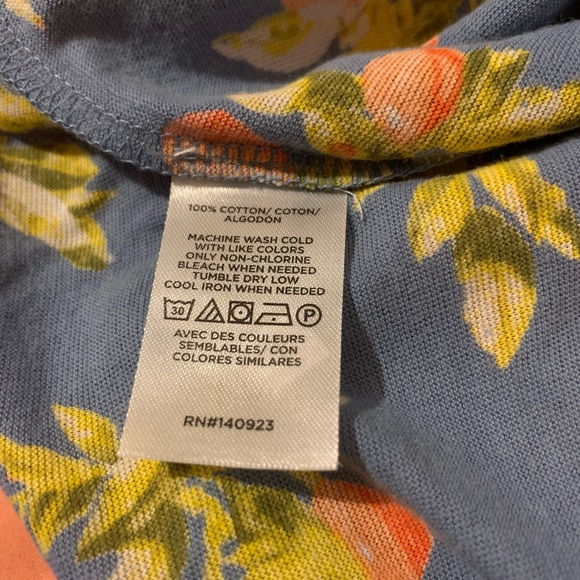 100% COTTON/ COTON/
ALGODÓN
MACHINE WASH COLD
WITH LIKE COLORS
ONLY NON-CHLORINE
BLEACH WHEN NEEDED
TUMBLE DRY LOW
COOL IRON WHEN NEEDED
30 P
AVEC DES COULEURS
SEMBLABLES/ CON
COLORES SIMILARES
RN#140923